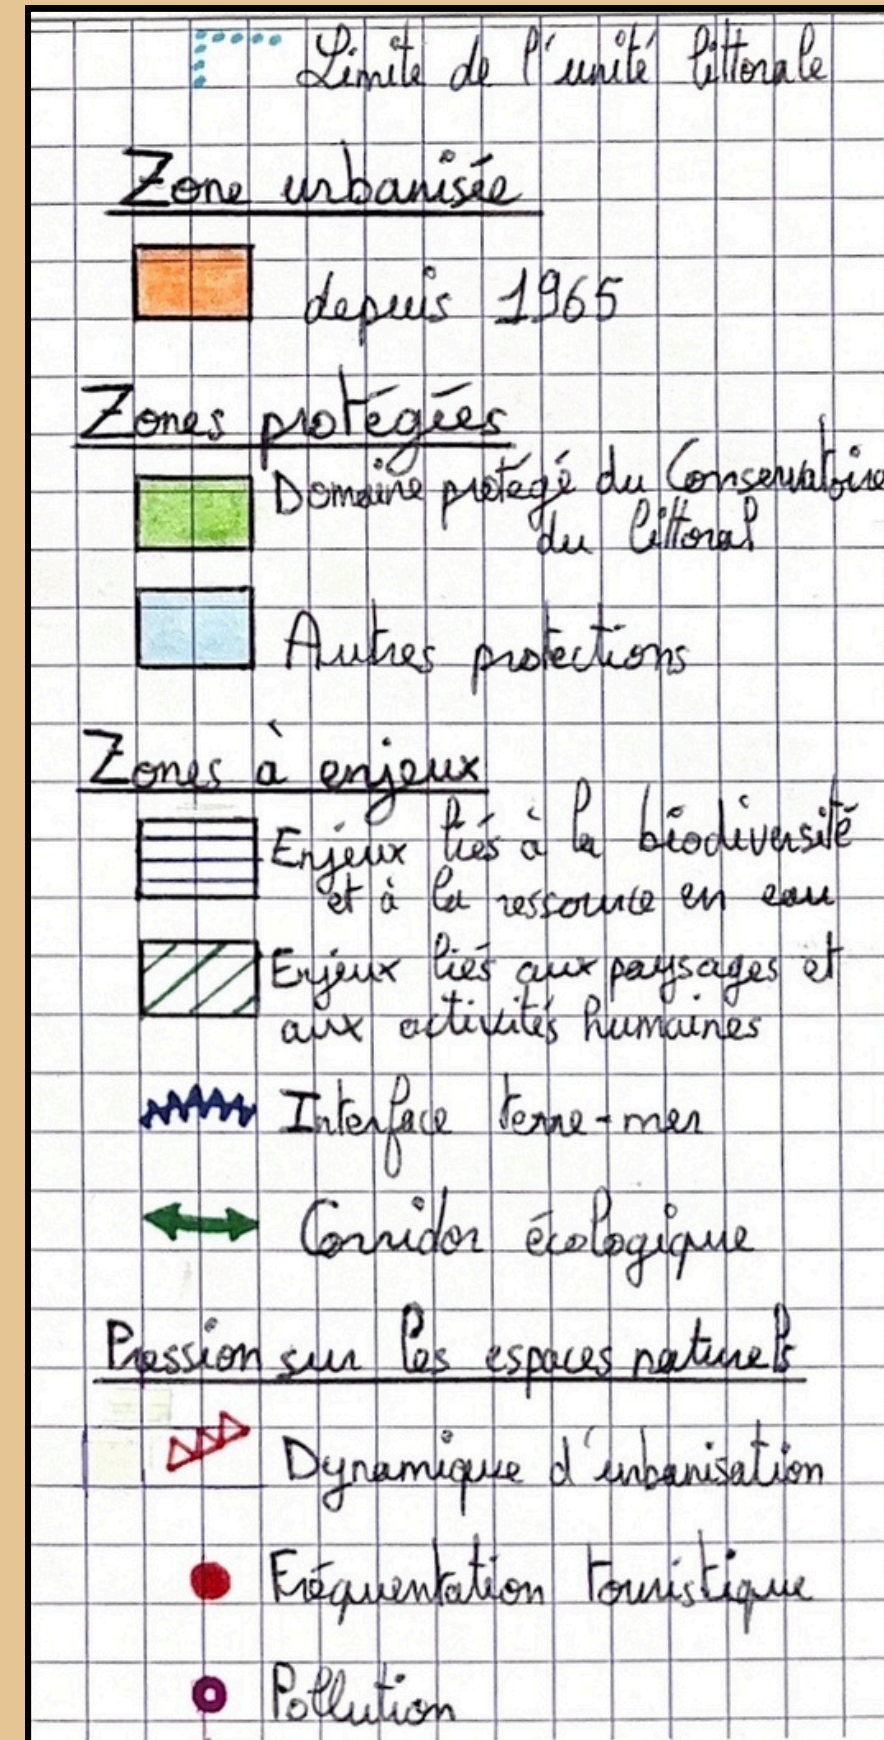 Limite de l'unité littorale
Zone urbanisée
depuis 1965
Zones protégées
Domaine protégé du Conservatoire
du littoral
Autres protections
Zones à enjeux
Enjeux liés à la biodiversité
et à la ressource en eau
Enjeux liés aux paysages et
aux activités humaines
Interface terre-mer
Corridor écologique
Pression sur les espaces naturels
Dynamique d'urbanisation
Fréquentation touristique
Pollution